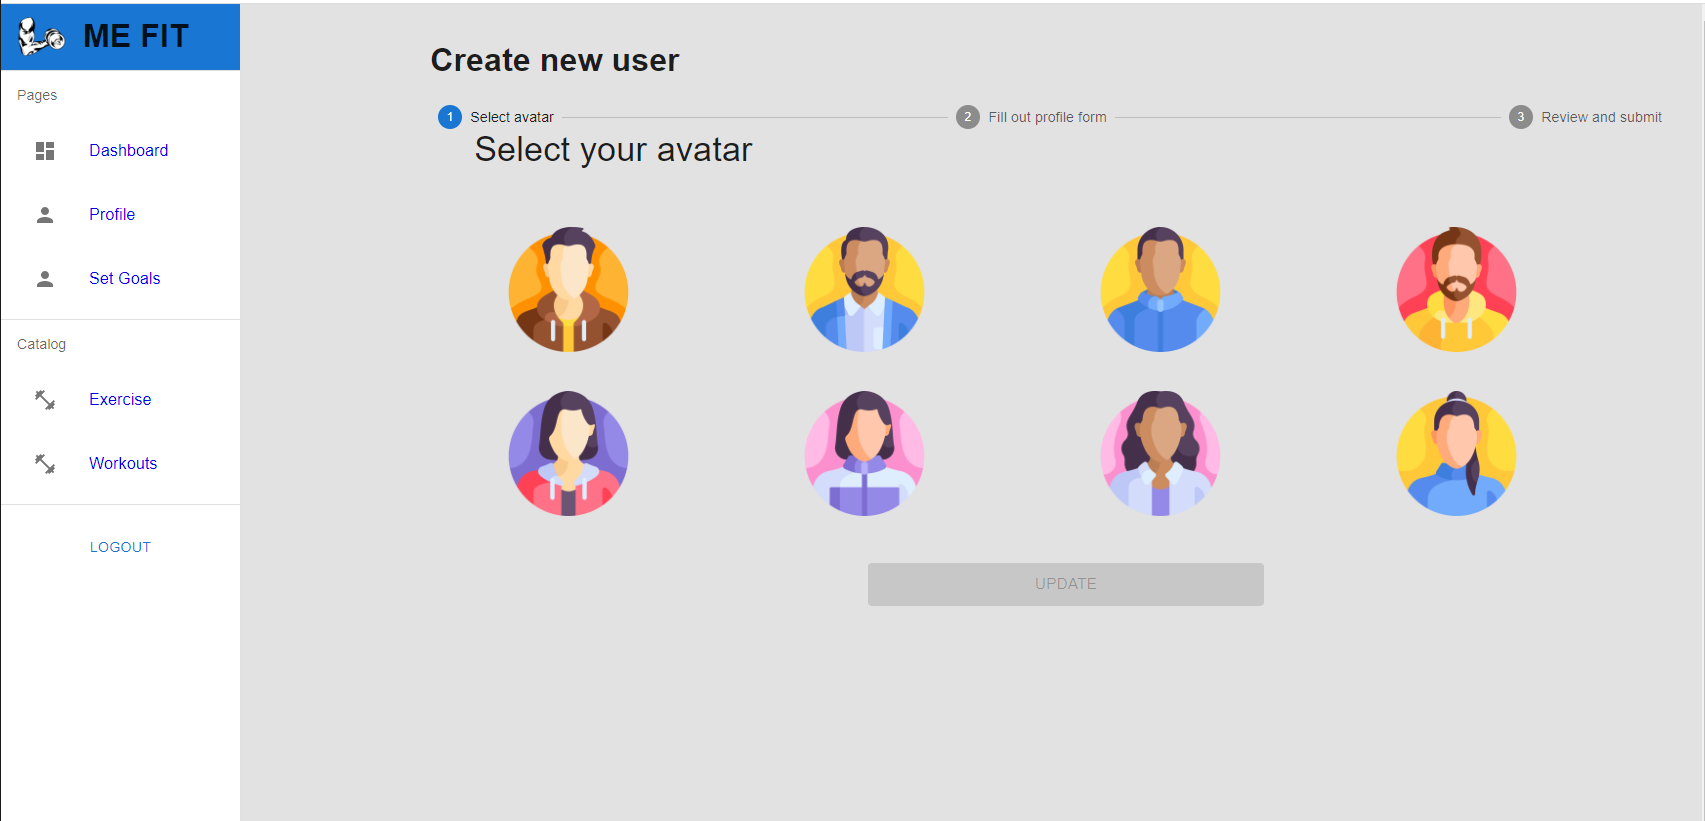 ME FIT
Pages
Dashboard
Profile
Set Goals
Catalog
Exercise
Workouts
LOGOUT
Create new user
1 Select avatar 2 Fill out profile form 3 Review and submit
Select your avatar
UPDATE